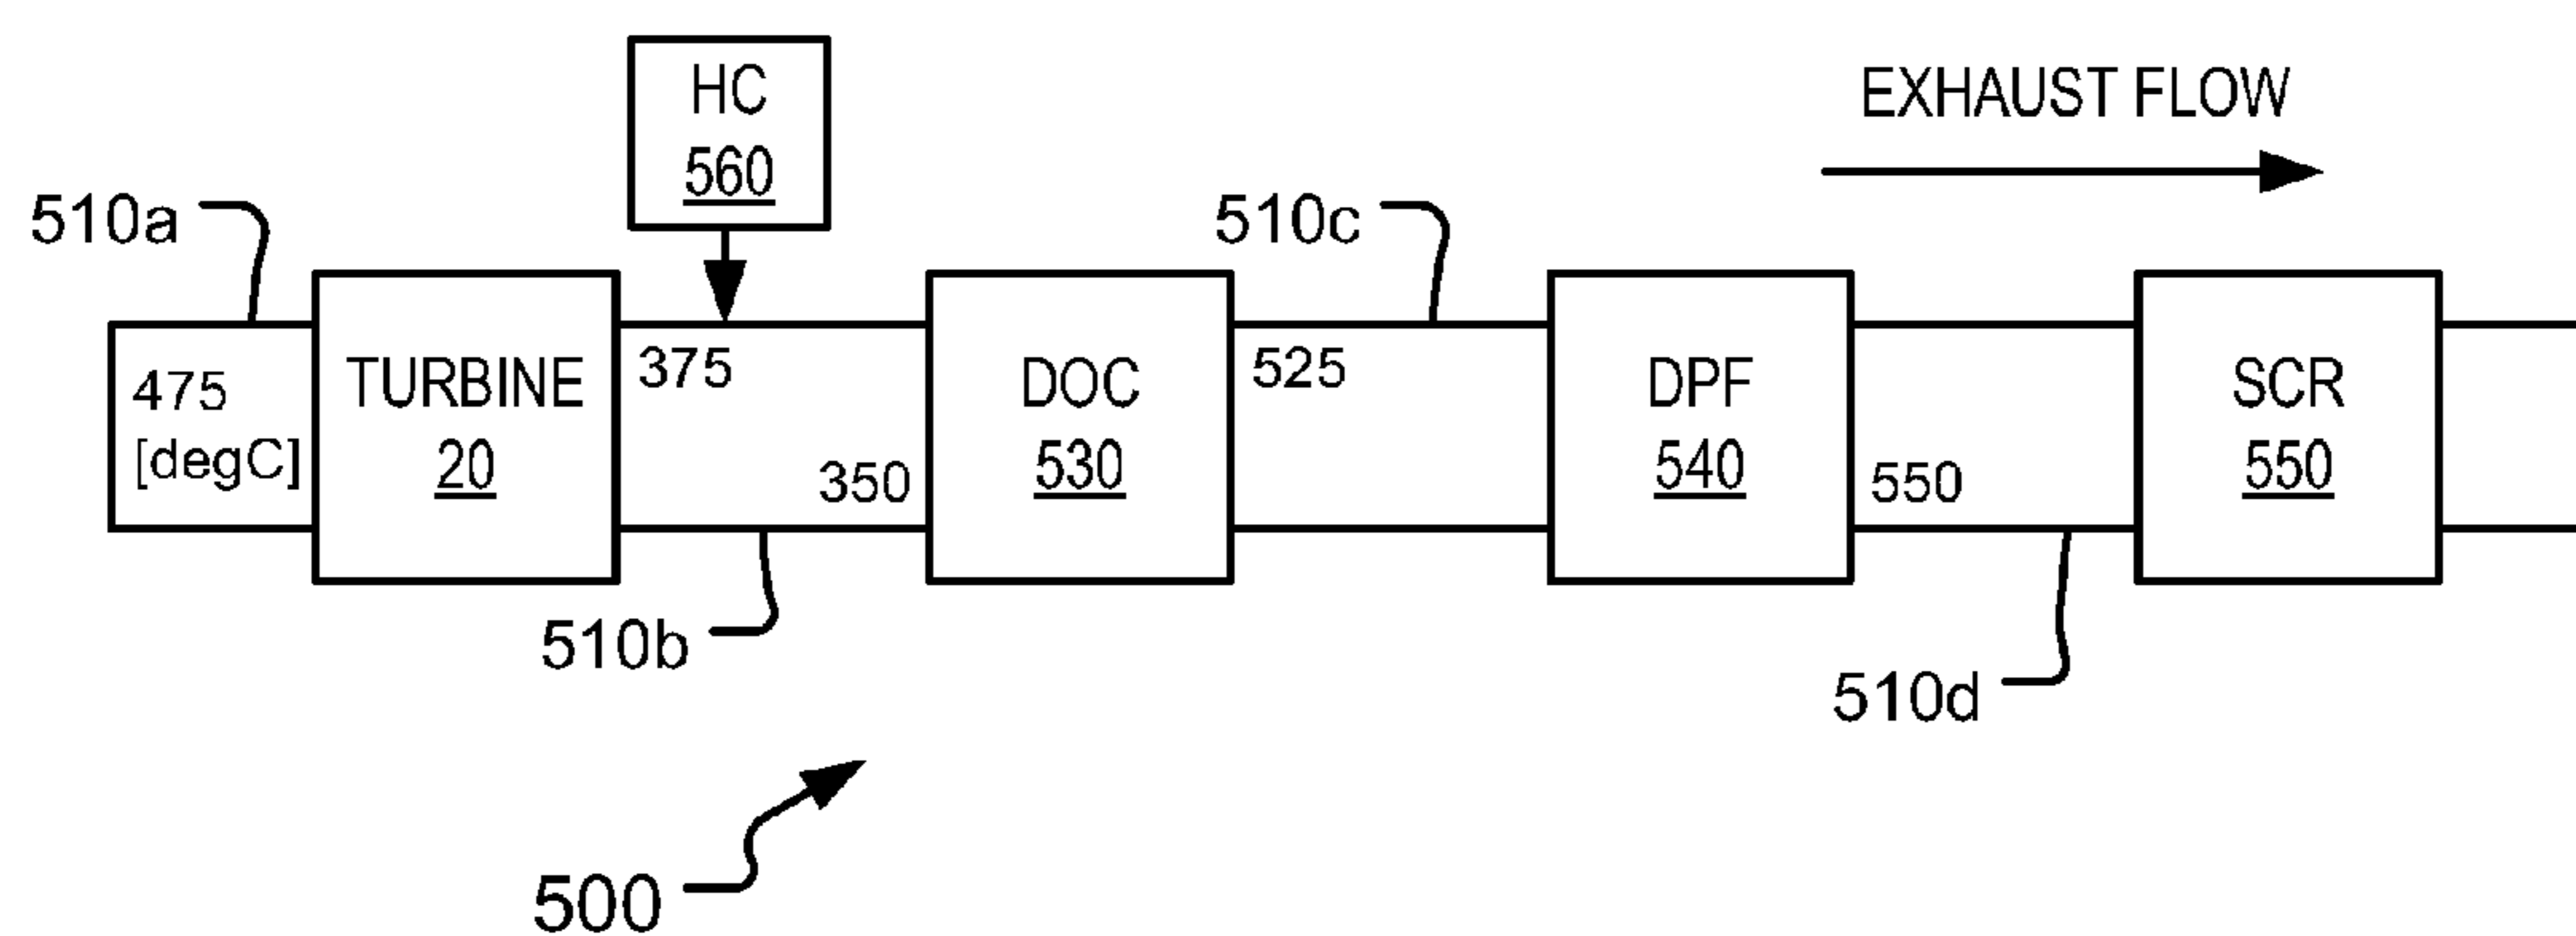 HC
560
EXHAUST FLOW
510a
510c
475
[degC]
TURBINE
20
375
350
DOC
530
525
DPF
540
550
SCR
550
510b
510d
500